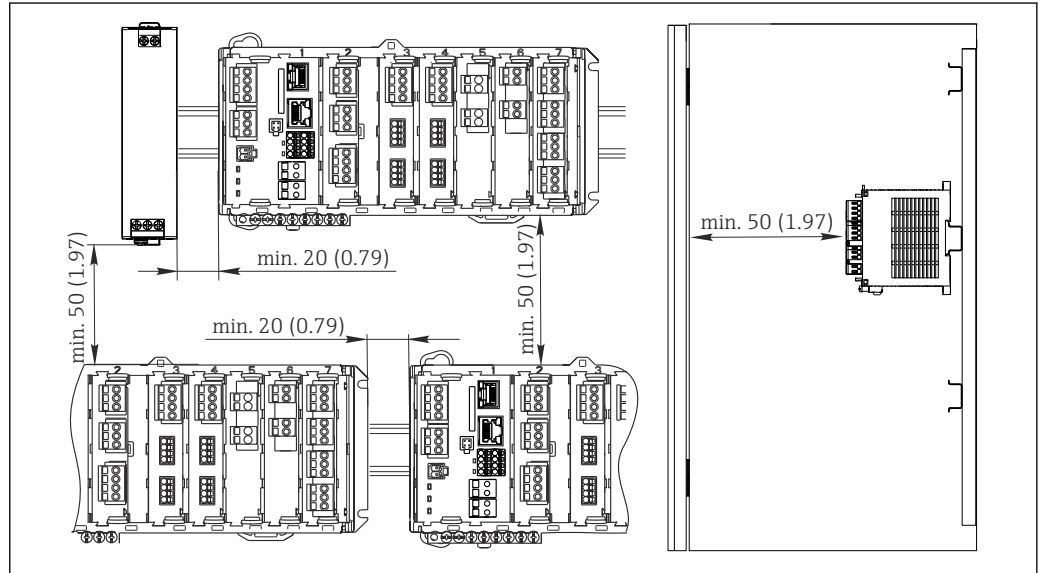 1 2 3 4 5 6 7
min. 50 (1.97)
min. 20 (0.79)
min. 50 (1.97)
min. 50 (1.97)
min. 20 (0.79)
2 3 4 5 6 7
1 2 3